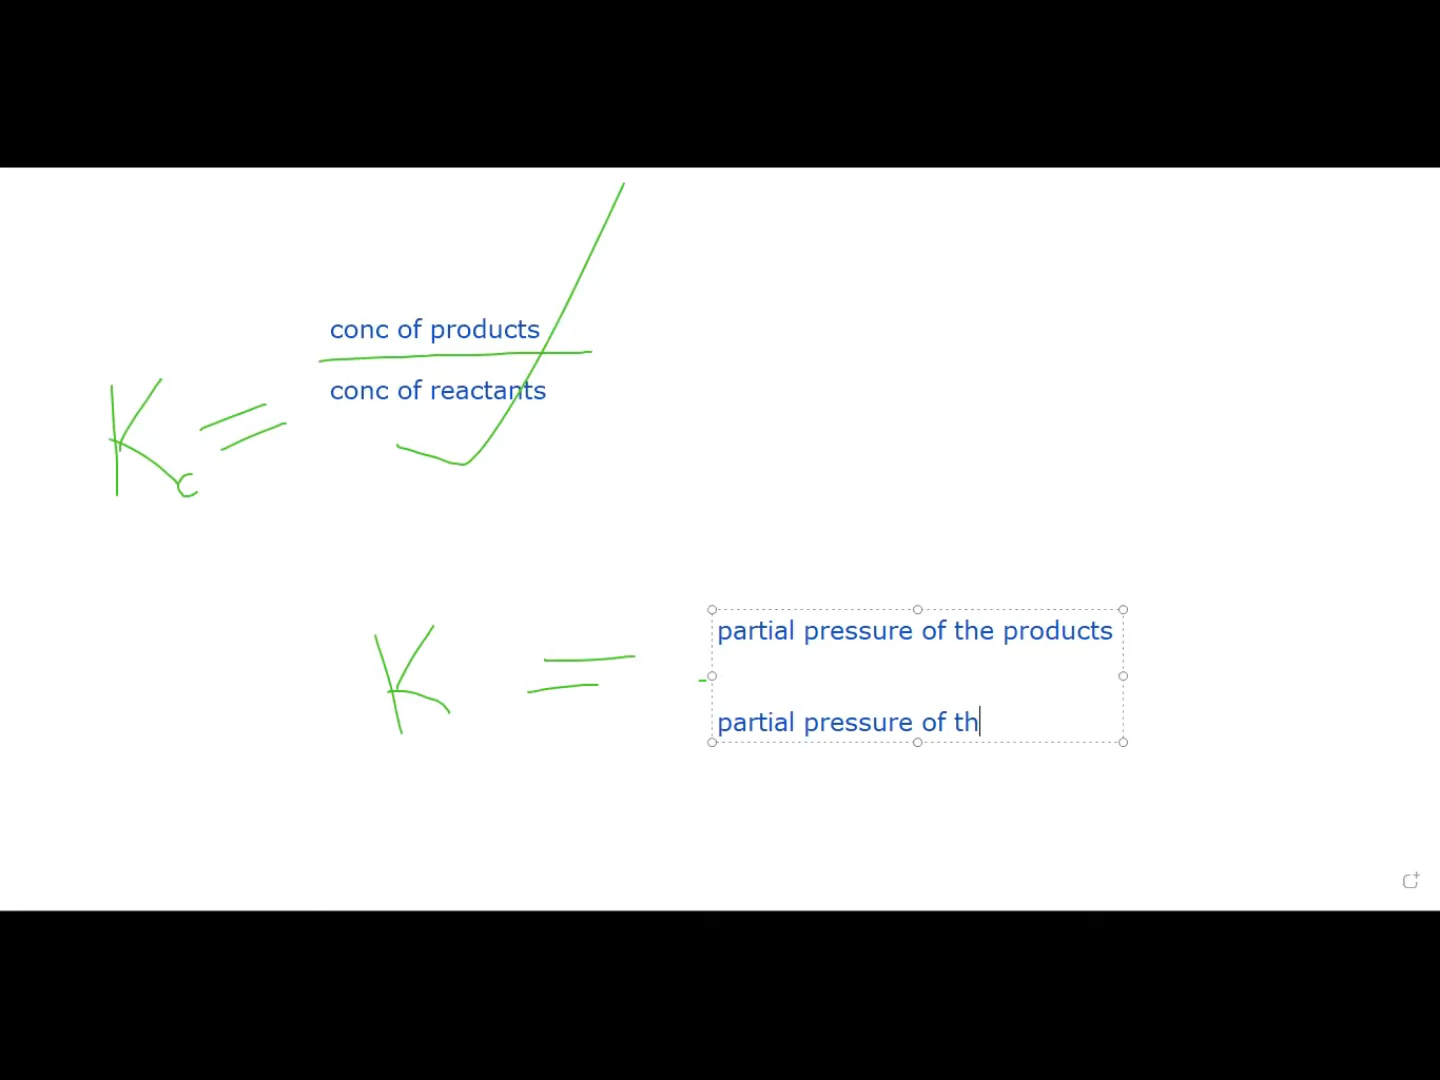 conc of products
Kc =
conc of reactants
K =
partial pressure of the products
partial pressure of th